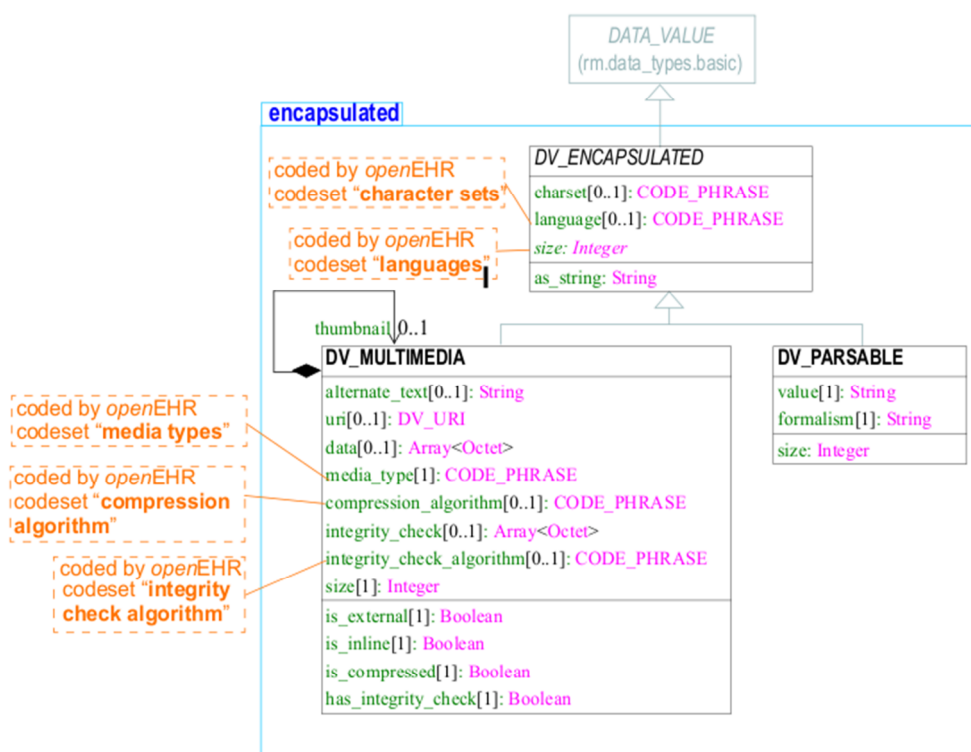 DATA_VALUE
(rm.data_types.basic)
encapsulated
DV_ENCAPSULATED
charset[0..1]: CODE_PHRASE
language[0..1]: CODE_PHRASE
size: Integer
as_string: String
coded by openEHR
codeset “character sets”
coded by openEHR
codeset “languages”
thumbnail 0..1
DV_MULTIMEDIA
alternate_text[0..1]: String
uri[0..1]: DV_URI
data[0..1]: Array<Octet>
media_type[1]: CODE_PHRASE
compression_algorithm[0..1]: CODE_PHRASE
integrity_check[0..1]: Array<Octet>
integrity_check_algorithm[0..1]: CODE_PHRASE
size[1]: Integer
is_external[1]: Boolean
is_inline[1]: Boolean
is_compressed[1]: Boolean
has_integrity_check[1]: Boolean
DV_PARSABLE
value[1]: String
formalism[1]: String
size: Integer
coded by openEHR
codeset “media types”
coded by openEHR
codeset “compression
algorithm”
coded by openEHR
codeset “integrity
check algorithm”